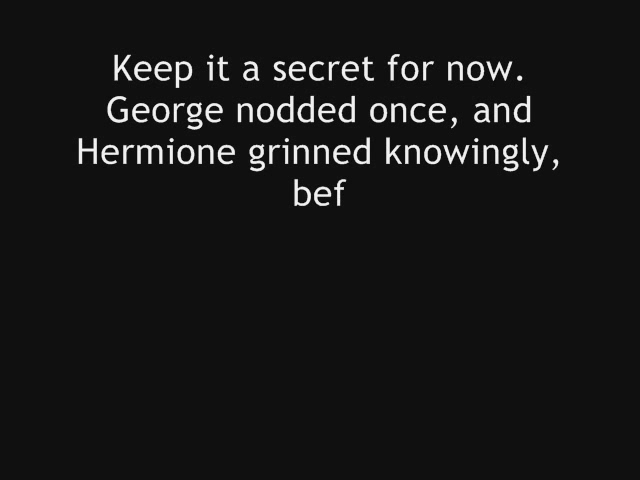 Keep it a secret for now.
George nodded once, and
Hermione grinned knowingly,
bef